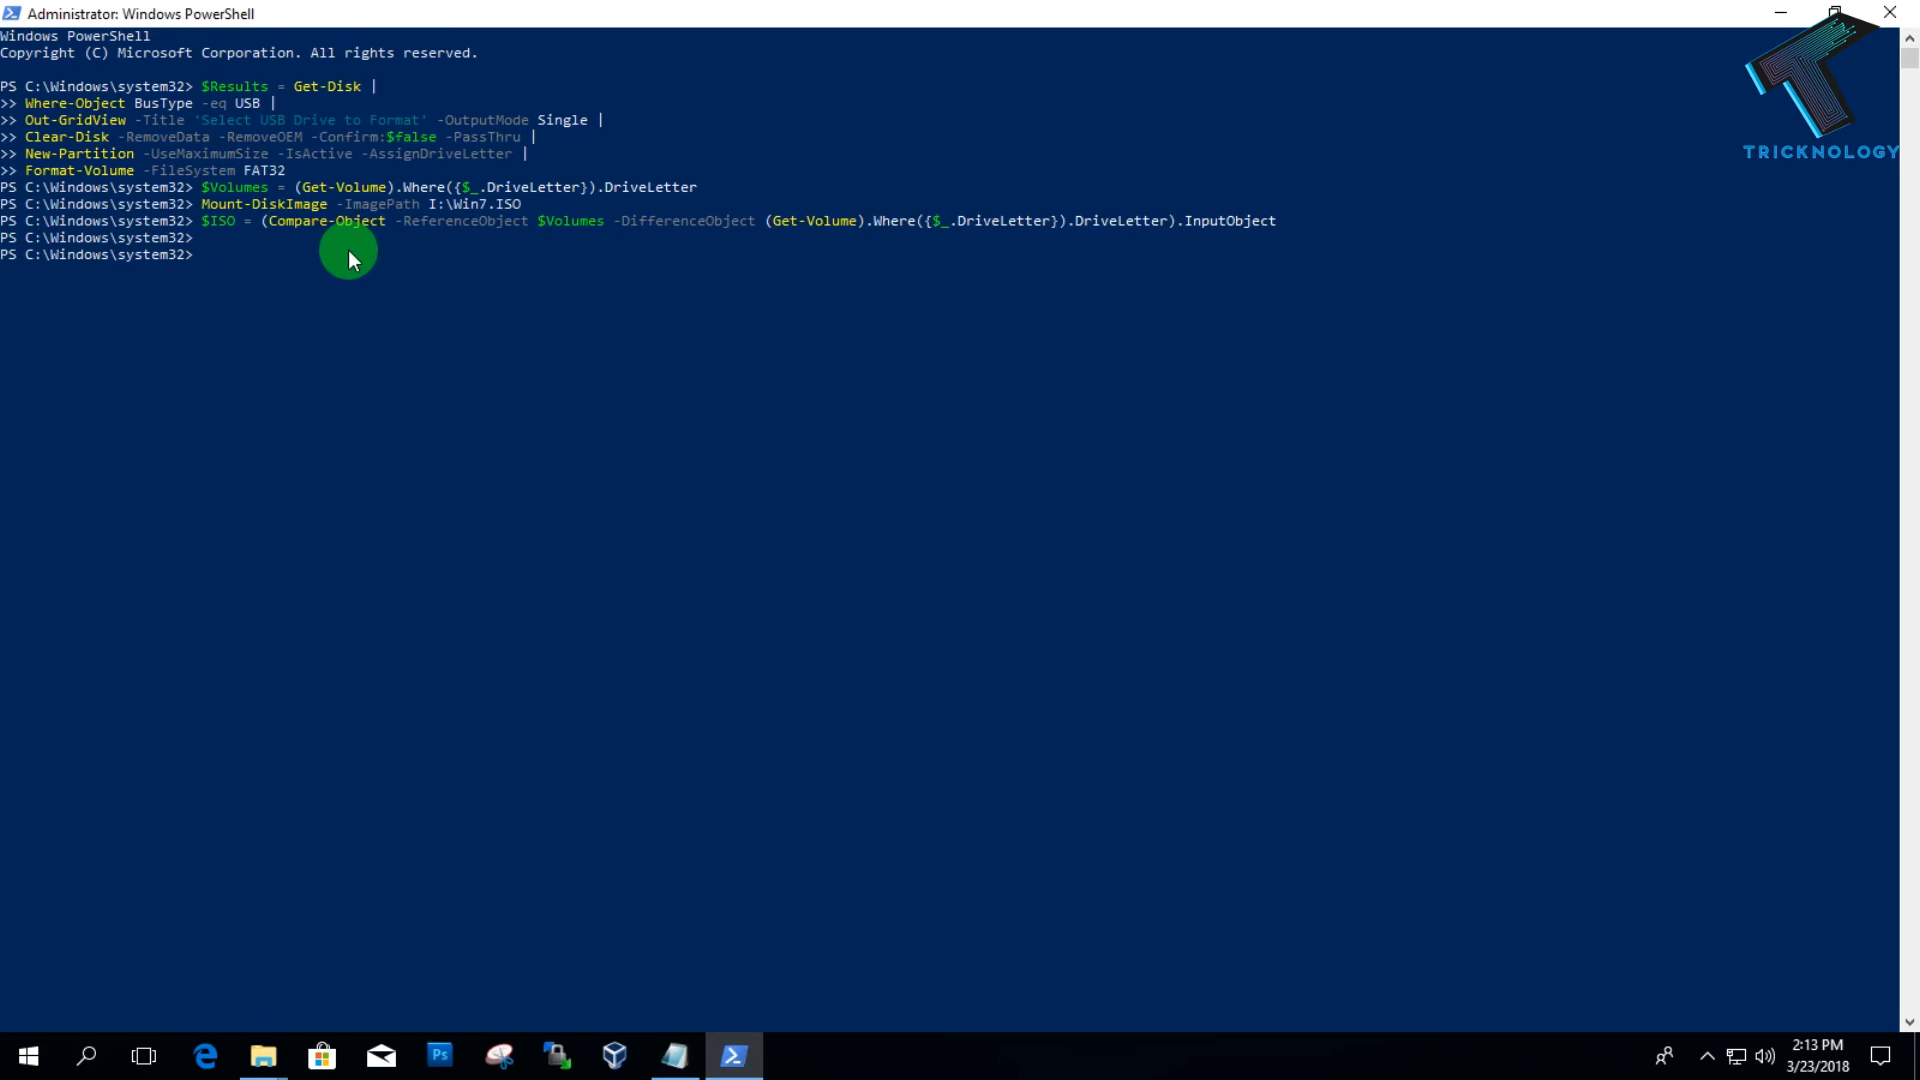 Administrator: Windows PowerShell
Windows PowerShell
Copyright (C) Microsoft Corporation. All rights reserved.
PS C:\Windows\system32> $Results = Get-Disk |
>> Where-Object BusType -eq USB |
>> Out-GridView -Title 'Select USB Drive to Format' -OutputMode Single |
>> Clear-Disk -RemoveData -RemoveOEM -Confirm:$false -PassThru |
>> New-Partition -UseMaximumSize -IsActive -AssignDriveLetter |
>> Format-Volume -FileSystem FAT32
PS C:\Windows\system32> $Volumes = (Get-Volume).Where({$_.DriveLetter}).DriveLetter
PS C:\Windows\system32> Mount-DiskImage -ImagePath I:\Win7.ISO
PS C:\Windows\system32> $ISO = (Compare-Object -ReferenceObject $Volumes -DifferenceObject (Get-Volume).Where({$_.DriveLetter}).DriveLetter).InputObject
PS C:\Windows\system32>
PS C:\Windows\system32>
TRICKNOLOGY
Ps
2:13 PM
3/23/2018